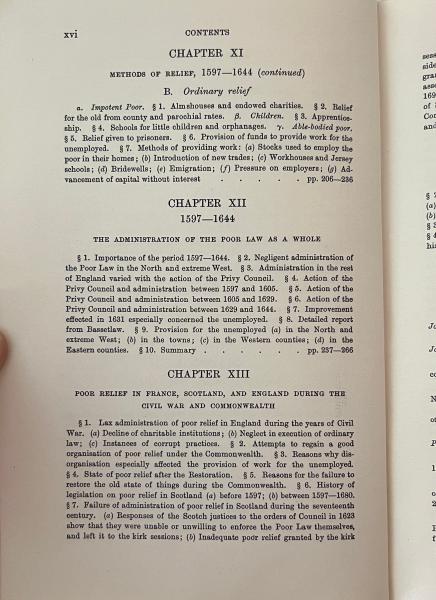 xvi CONTENTS
CHAPTER XI
METHODS OF RELIEF, 1597—1644 (continued)
B. Ordinary relief
a. Impotent Poor. § 1. Almshouses and endowed charities. § 2. Relief
for the old from county and parochial rates. β. Children. § 3. Apprentice-
ship. § 4. Schools for little children and orphanages. γ. Able-bodied poor.
§ 5. Relief given to prisoners. § 6. Provision of funds to provide work for the
unemployed. § 7. Methods of providing work: (a) Stocks used to employ the
poor in their homes; (b) Introduction of new trades; (c) Workhouses and Jersey
schools; (d) Bridewells; (e) Emigration; (f) Pressure on employers; (g) Ad-
vancement of capital without interest . . . . . pp. 206—236
CHAPTER XII
1597—1644
THE ADMINISTRATION OF THE POOR LAW AS A WHOLE
§ 1. Importance of the period 1597—1644. § 2. Negligent administration of
the Poor Law in the North and extreme West. § 3. Administration in the rest
of England varied with the action of the Privy Council. § 4. Action of the
Privy Council and administration between 1597 and 1605. § 5. Action of the
Privy Council and administration between 1605 and 1629. § 6. Action of the
Privy Council and administration between 1629 and 1644. § 7. Improvement
effected in 1631 especially concerned the unemployed. § 8. Detailed report
from Bassetlaw. § 9. Provision for the unemployed (a) in the North and
extreme West; (b) in the towns; (c) in the Western counties; (d) in the
Eastern counties. § 10. Summary . . . . . . pp. 237—266
CHAPTER XIII
POOR RELIEF IN FRANCE, SCOTLAND, AND ENGLAND DURING THE
CIVIL WAR AND COMMONWEALTH
§ 1. Lax administration of poor relief in England during the years of Civil
War. (a) Decline of charitable institutions; (b) Neglect in execution of ordinary
law; (c) Instances of corrupt practices. § 2. Attempts to regain a good
organisation of poor relief under the Commonwealth. § 3. Reasons why dis-
organisation especially affected the provision of work for the unemployed.
§ 4. State of poor relief after the Restoration. § 5. Reasons for the failure to
restore the old state of things during the Commonwealth. § 6. History of
legislation on poor relief in Scotland (a) before 1597; (b) between 1597—1680.
§ 7. Failure of administration of poor relief in Scotland during the seventeenth
century. (a) Responses of the Scotch justices to the orders of Council in 1623
show that they were unable or unwilling to enforce the Poor Law themselves,
and left it to the kirk sessions; (b) Inadequate poor relief granted by the kirk